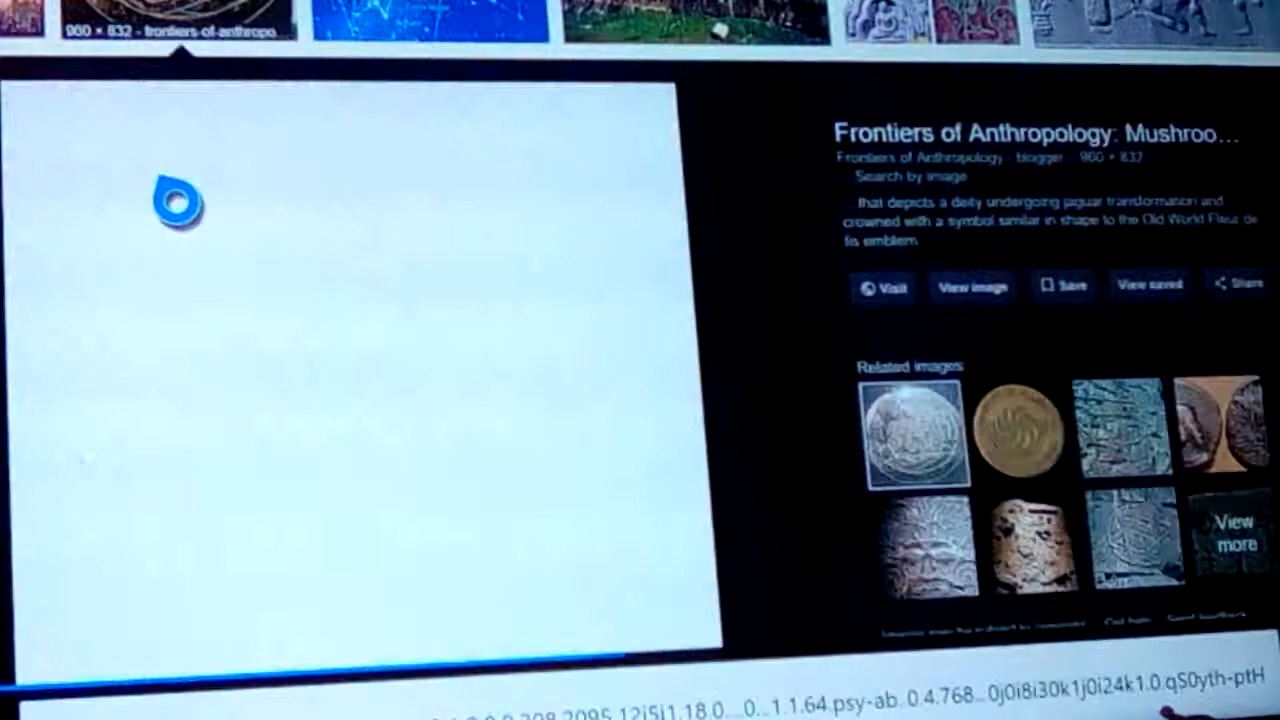 960 × 832 - frontiers-of-anthropo
Frontiers of Anthropology: Mushroo...
Frontiers of Anthropology - blogger 960 × 832
Search by image
that depicts a deity undergoing jaguar transformation and
crowned with a symbol similar in shape to the Old World Fleur de
lis emblem
Visit
View image
Save
View saved
Share
Related images
View
more
2095.12j5j1.18.0....0...1.1.64.psy-ab..0.4.768...0j0i8i30k1j0i24k1.0.qS0yth-ptH